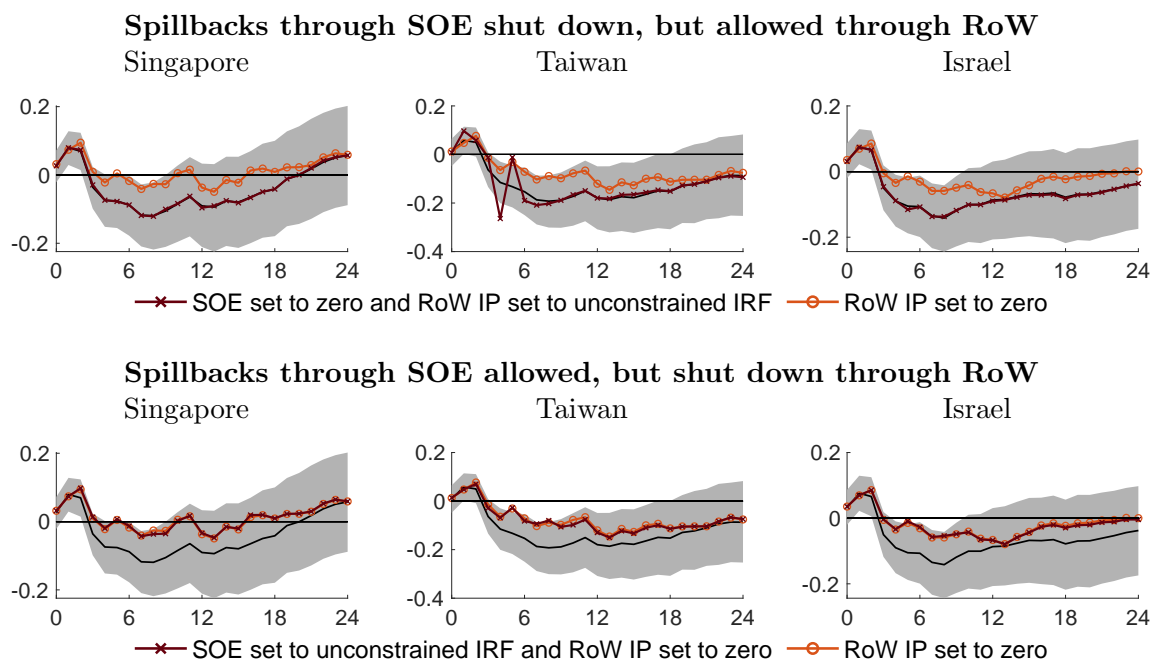 Spillbacks through SOE shut down, but allowed through RoW
Singapore Taiwan Israel
0.2 0.2 0.2
0 0 0
-0.2 -0.2 -0.2
-0.4
0 6 12 18 24 0 6 12 18 24 0 6 12 18 24
SOE set to zero and RoW IP set to unconstrained IRF RoW IP set to zero
Spillbacks through SOE allowed, but shut down through RoW
Singapore Taiwan Israel
0.2 0.2 0.2
0 0 0
-0.2 -0.2 -0.2
-0.4
0 6 12 18 24 0 6 12 18 24 0 6 12 18 24
SOE set to unconstrained IRF and RoW IP set to zero RoW IP set to zero